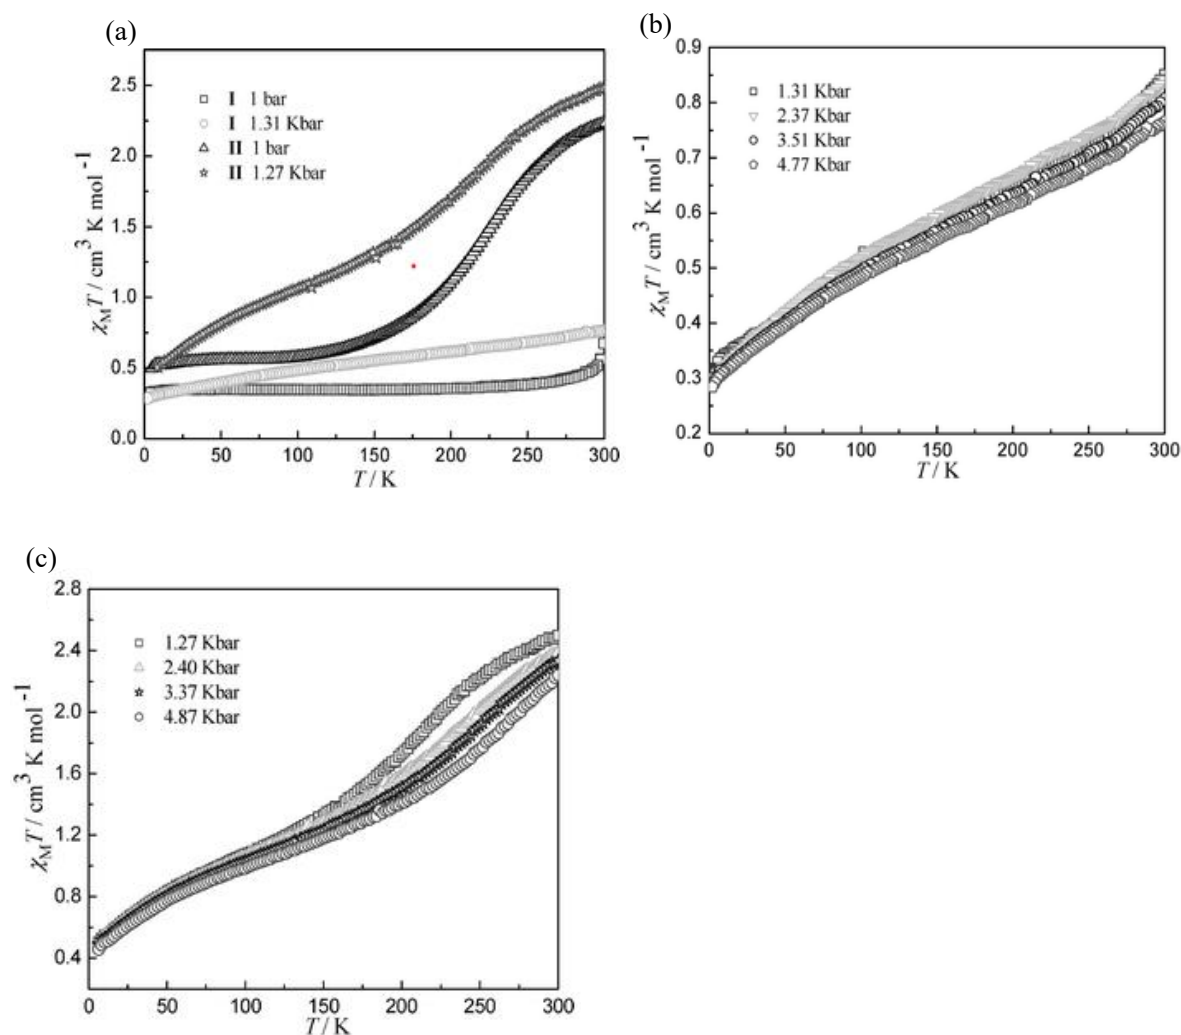 (a)
2.5
2.0
1.5
1.0
0.5
0.0
χMT / cm³ K mol⁻¹
I 1 bar
I 1.31 Kbar
II 1 bar
II 1.27 Kbar
0 50 100 150 200 250 300
T / K
(b)
0.9
0.8
0.7
0.6
0.5
0.4
0.3
0.2
χMT / cm³ K mol⁻¹
1.31 Kbar
2.37 Kbar
3.51 Kbar
4.77 Kbar
0 50 100 150 200 250 300
T / K
(c)
2.8
2.4
2.0
1.6
1.2
0.8
0.4
χMT / cm³ K mol⁻¹
1.27 Kbar
2.40 Kbar
3.37 Kbar
4.87 Kbar
0 50 100 150 200 250 300
T / K